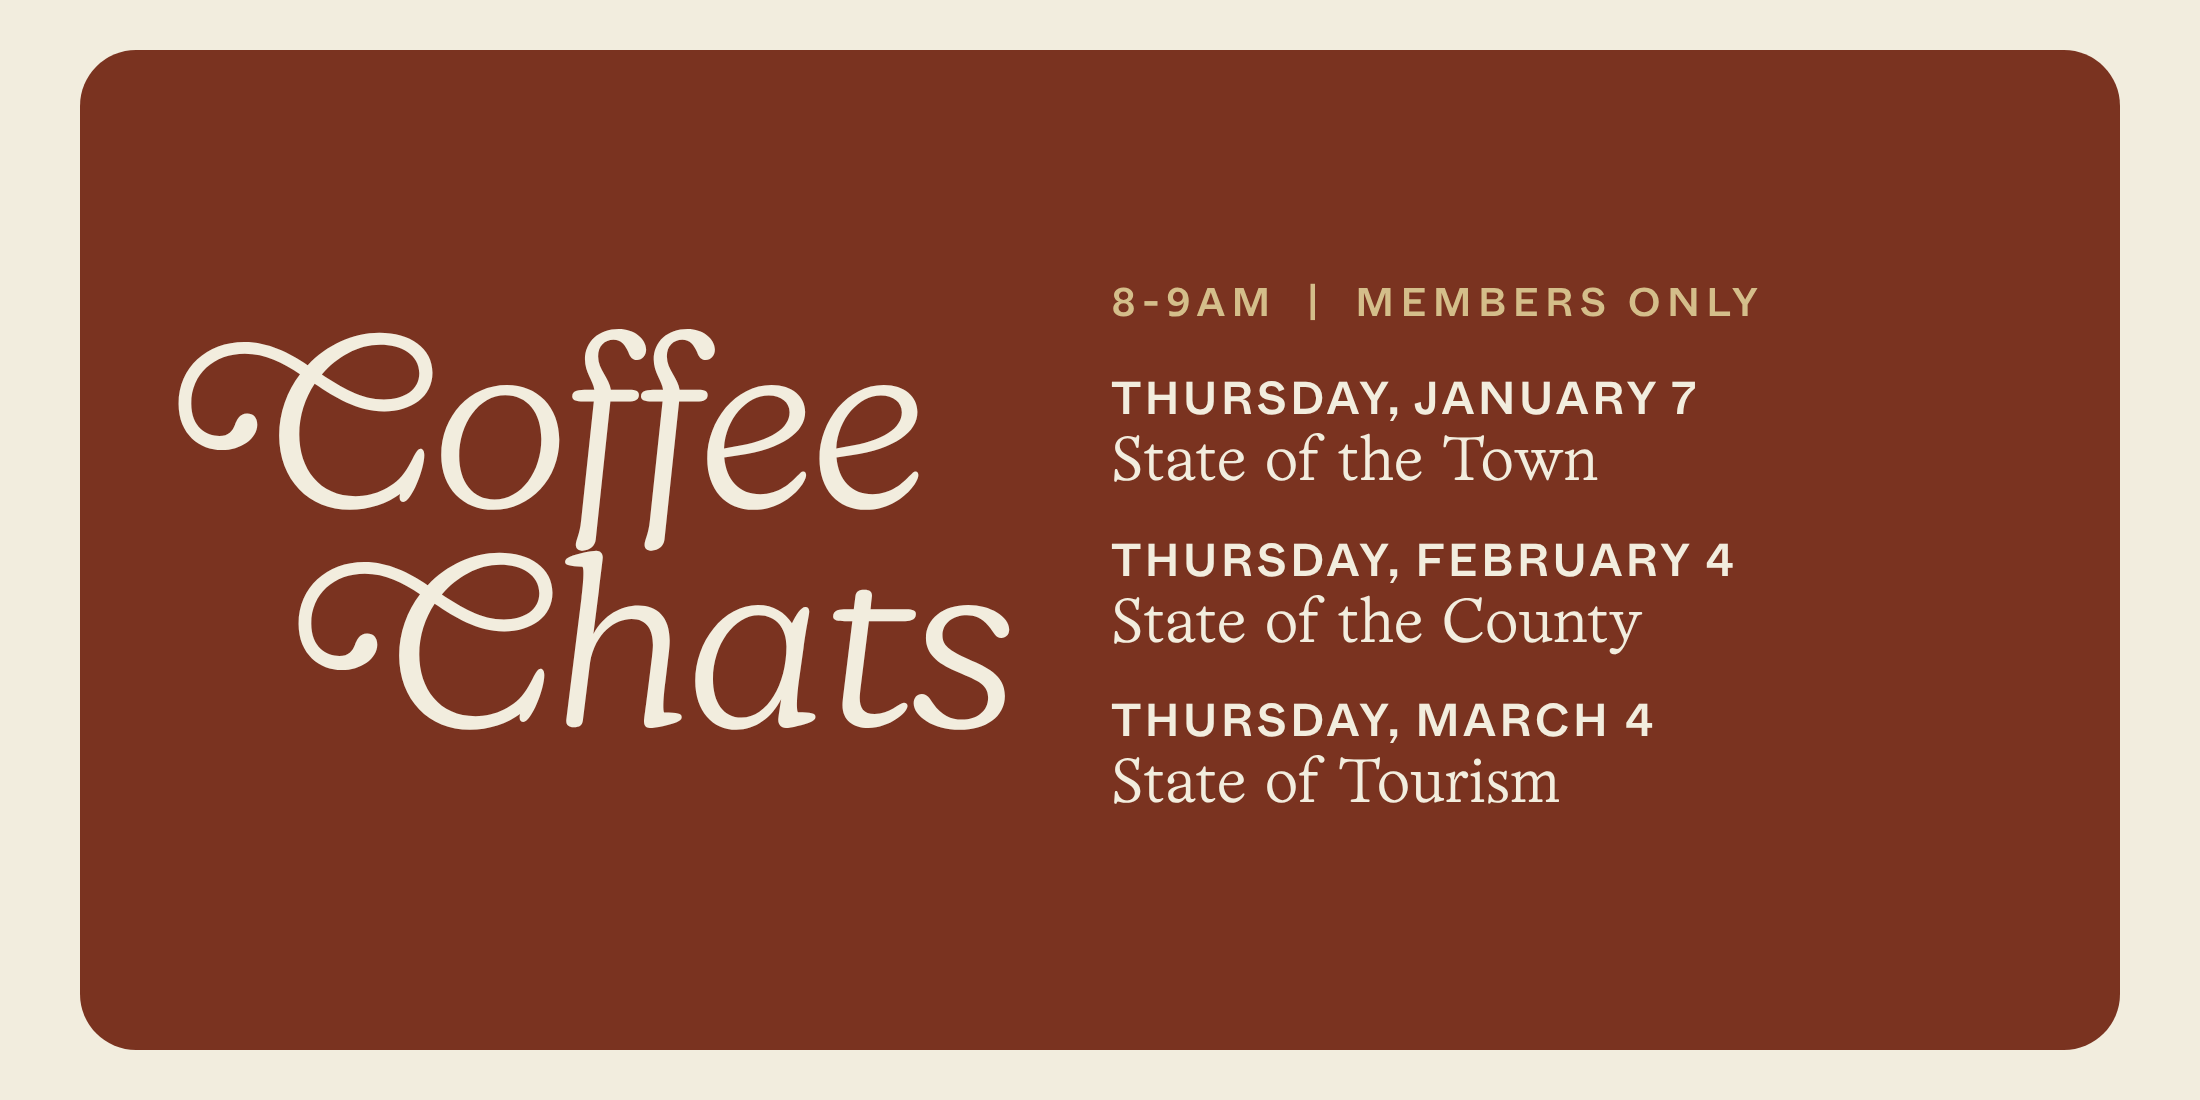 Coffee
Chats
8-9AM | MEMBERS ONLY
THURSDAY, JANUARY 7
State of the Town
THURSDAY, FEBRUARY 4
State of the County
THURSDAY, MARCH 4
State of Tourism